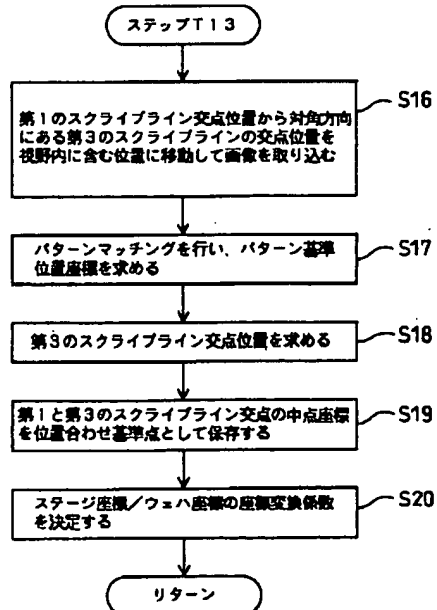 ステップT13
第1のスクライブライン交点位置から対角方向
にある第3のスクライブラインの交点位置を
視野内に含む位置に移動して画像を取り込む
S16
パターンマッチングを行い、パターン基準
位置座標を求める
S17
第3のスクライブライン交点位置を求める
S18
第1と第3のスクライブライン交点の中点座標
を位置合わせ基準点として保存する
S19
ステージ座標/ウェハ座標の座標変換係数
を決定する
S20
リターン